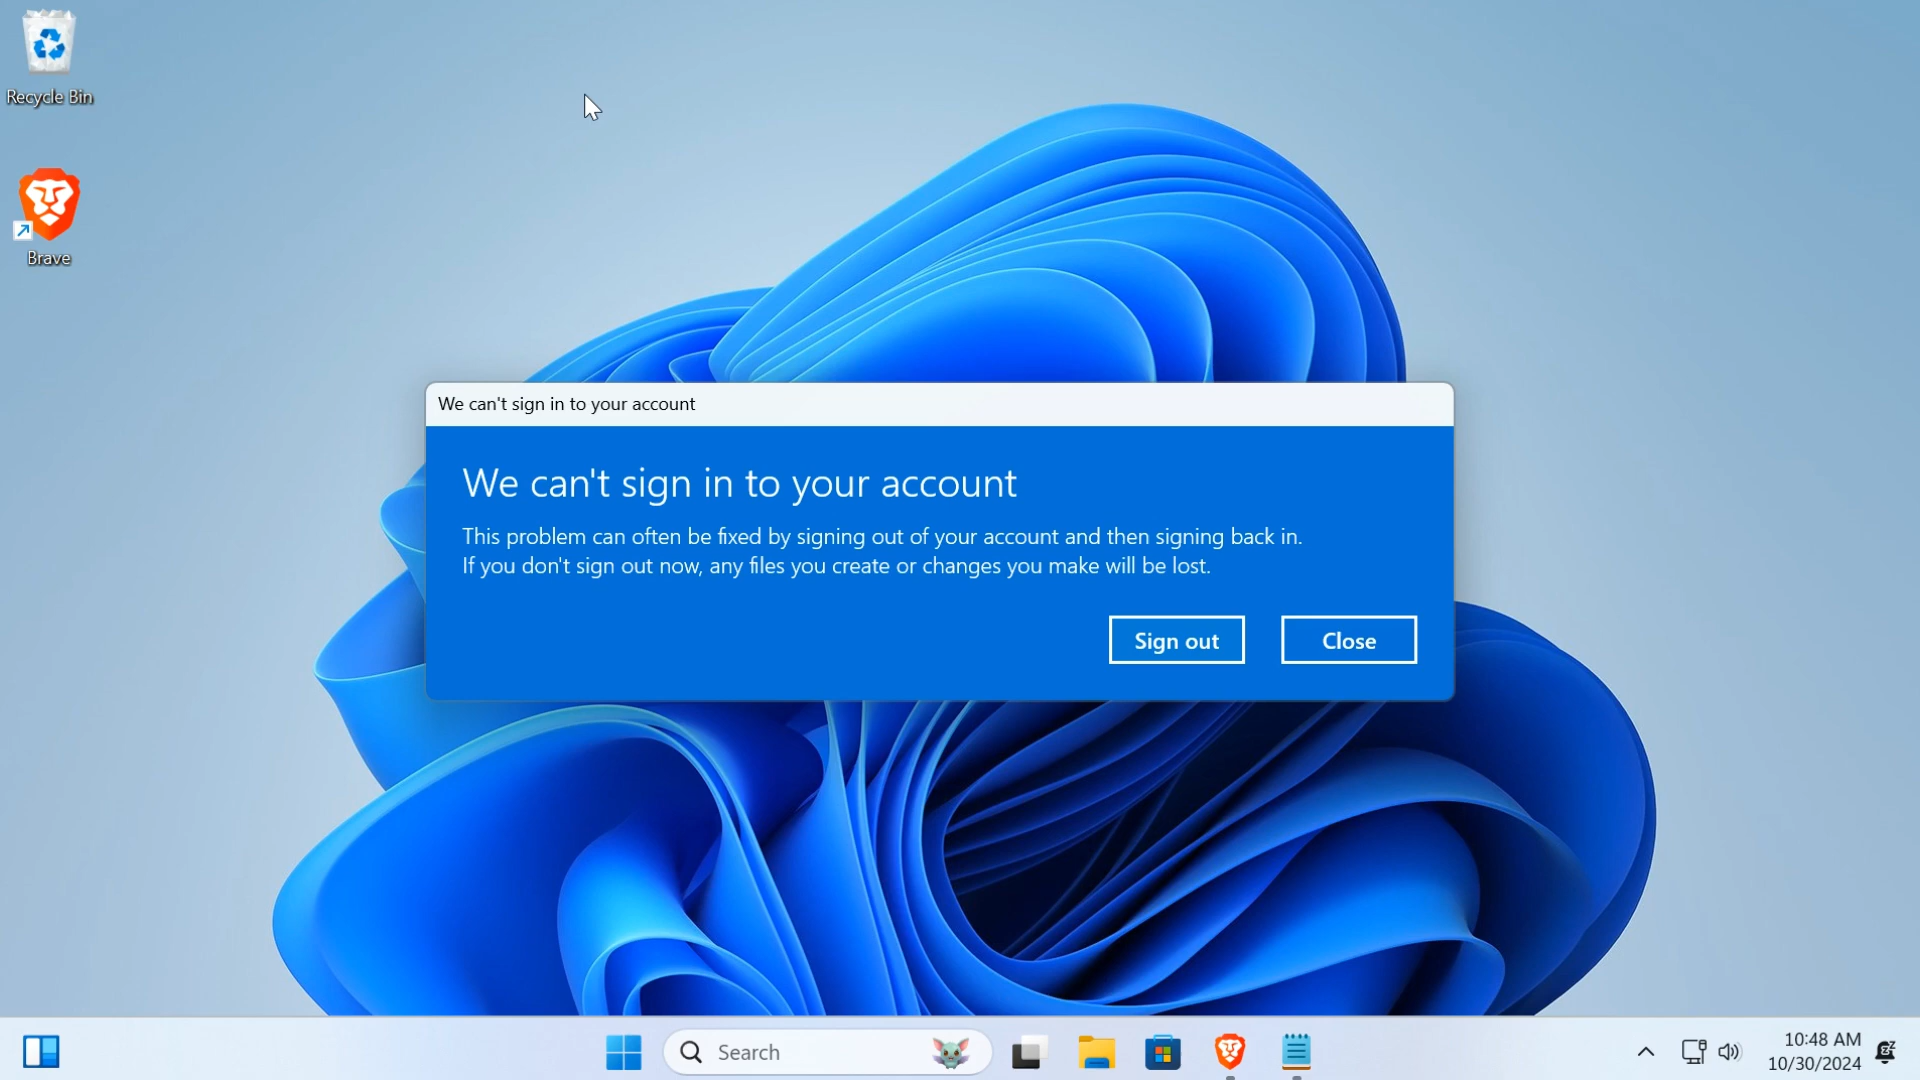 Recycle Bin
Brave
We can't sign in to your account
We can't sign in to your account
This problem can often be fixed by signing out of your account and then signing back in.
If you don't sign out now, any files you create or changes you make will be lost.
Sign out
Close
Search
10:48 AM
10/30/2024